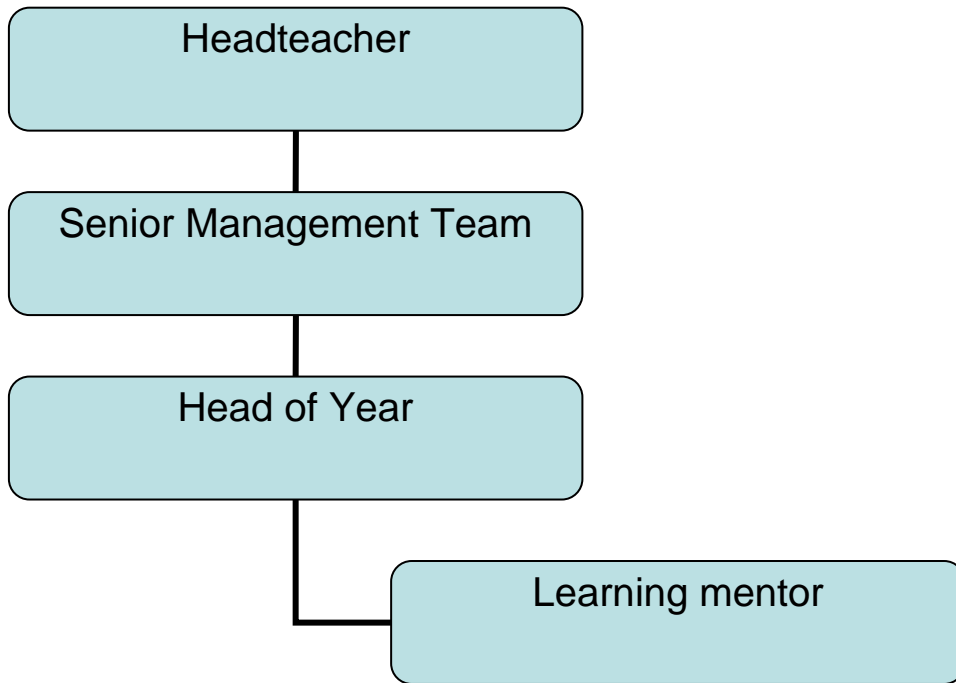 Headteacher
Senior Management Team
Head of Year
Learning mentor